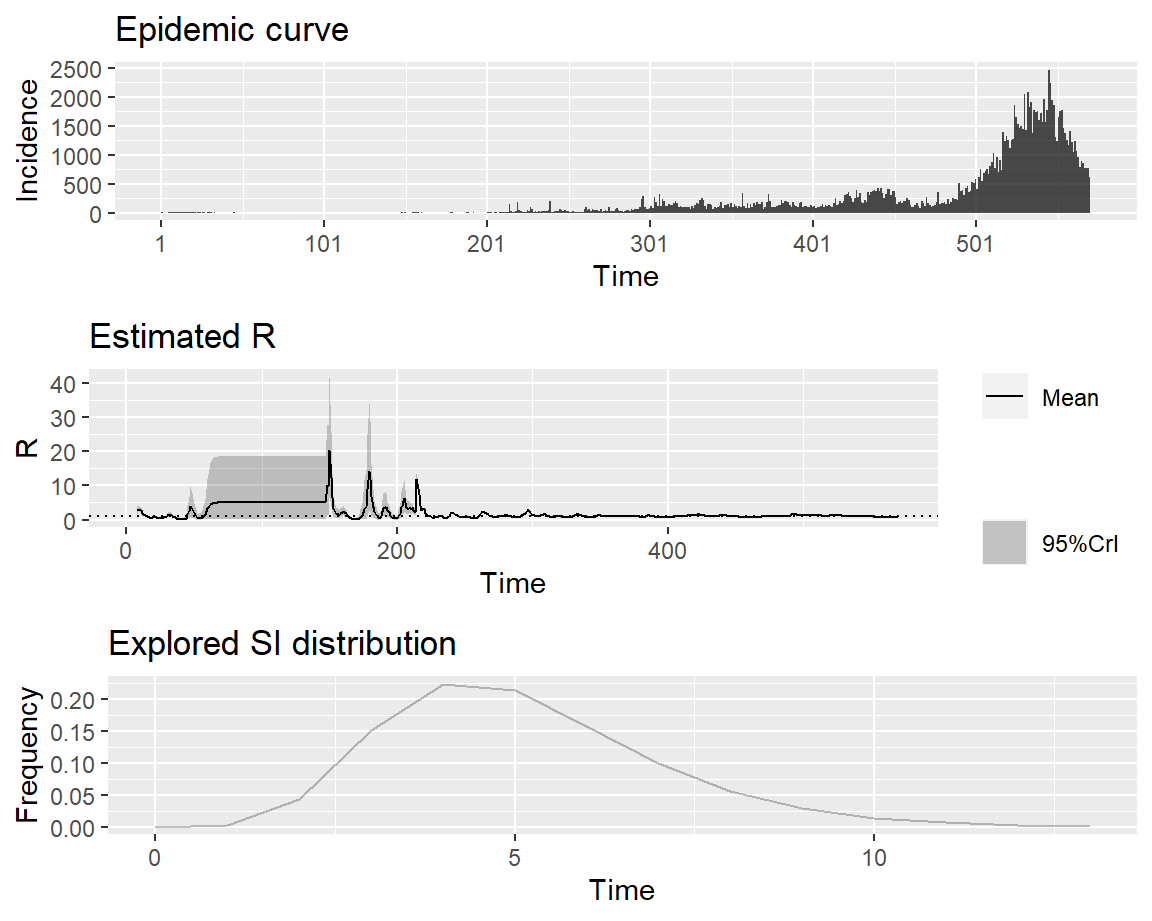 Epidemic curve
Incidence
2500
2000
1500
1000
500
0
1 101 201 301 401 501
Time
Estimated R
R
40
30
20
10
0
0 200 400
Time
Mean
95%CrI
Explored SI distribution
Frequency
0.20
0.15
0.10
0.05
0.00
0 5 10
Time